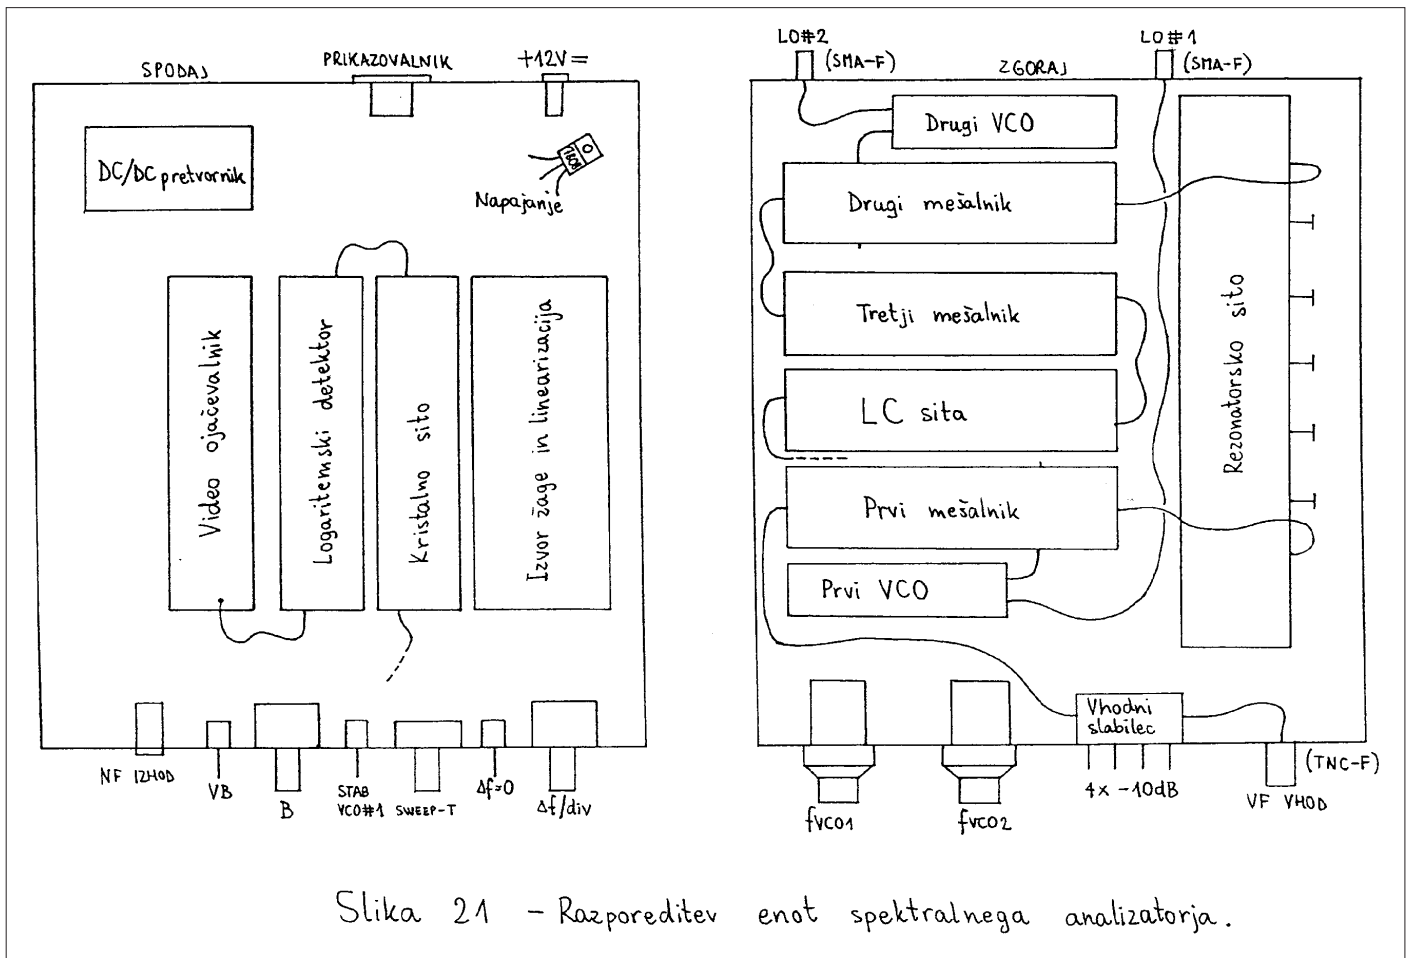 SPODAJ
PRIKAZOVALNIK
+12V=
DC/DC pretvornik
7808
Napajanje
Video ojačevalnik
Logaritemski detektor
Kristalno sito
Izvor žage in linearizacija
NF IZHOD
VB
B
STAB
VCO#1
SWEEP-T
Δf=0
Δf/div
LO#2
(SMA-F)
ZGORAJ
LO#1
(SMA-F)
Drugi VCO
Drugi mešalnik
Tretji mešalnik
LC sita
Prvi mešalnik
Prvi VCO
Rezonatorsko sito
Vhodni
slabilec
fVCO1
fVCO2
4x -10dB
(TNC-F)
VF VHOD
Slika 21 - Razporeditev enot spektralnega analizatorja.